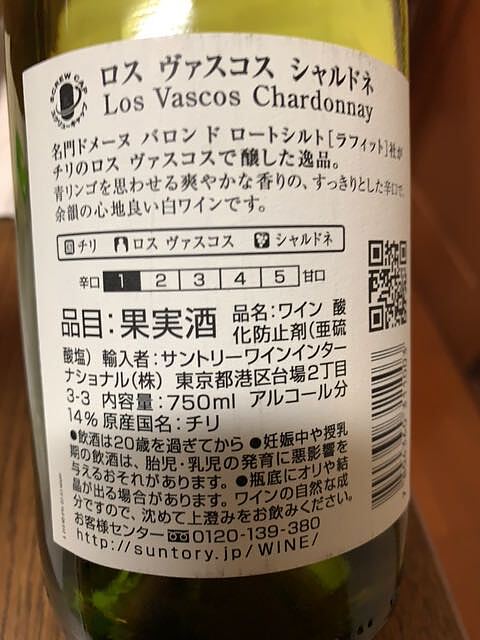 SCREW CAP
ロス ヴァスコス シャルドネ
Los Vascos Chardonnay
名門ドメーヌ バロン ド ロートシルト[ラフィット]社が
チリのロス ヴァスコスで醸した逸品。
青リンゴを思わせる爽やかな香りの、すっきりとした辛口で、
余韻の心地良い白ワインです。
国 チリ ロス ヴァスコス シャルドネ
辛口 1 2 3 4 5 甘口
品目:果実酒 品名:ワイン 酸
化防止剤(亜硫
酸塩) 輸入者:サントリーワインインター
ナショナル(株) 東京都港区台場2丁目
3-3 内容量:750ml アルコール分
14% 原産国名:チリ
●飲酒は20歳を過ぎてから ●妊娠中や授乳
期の飲酒は、胎児・乳児の発育に悪影響を
与えるおそれがあります。●瓶底にオリや結
晶が出る場合があります。ワインの自然な成
分ですので、沈めて上澄みをお飲みください。
お客様センター 0120-139-380
http://suntory.jp/WINE/